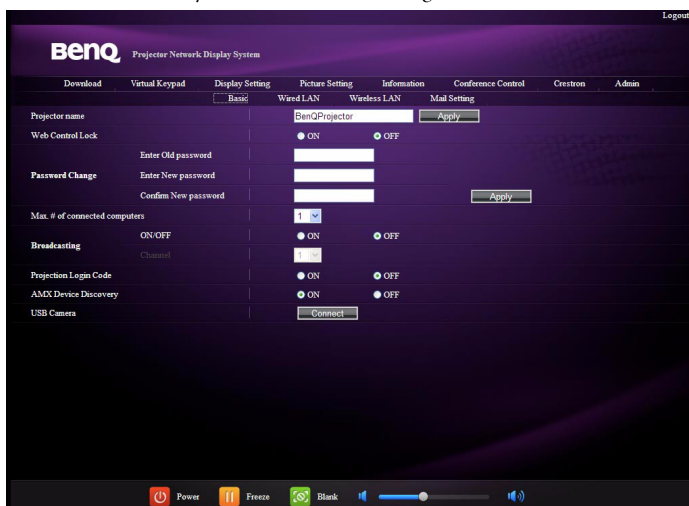 Logout
BenQ Projector Network Display System
Download Virtual Keypad Display Setting Picture Setting Information Conference Control Crestron Admin
Basic Wired LAN Wireless LAN Mail Setting
Projector name BenQProjector Apply
Web Control Lock ON OFF
Enter Old password
Password Change Enter New password
Confirm New password Apply
Max. # of connected computers 1
ON/OFF ON OFF
Broadcasting
Channel 1
Projection Login Code ON OFF
AMX Device Discovery ON OFF
USB Camera Connect
Power Freeze Blank